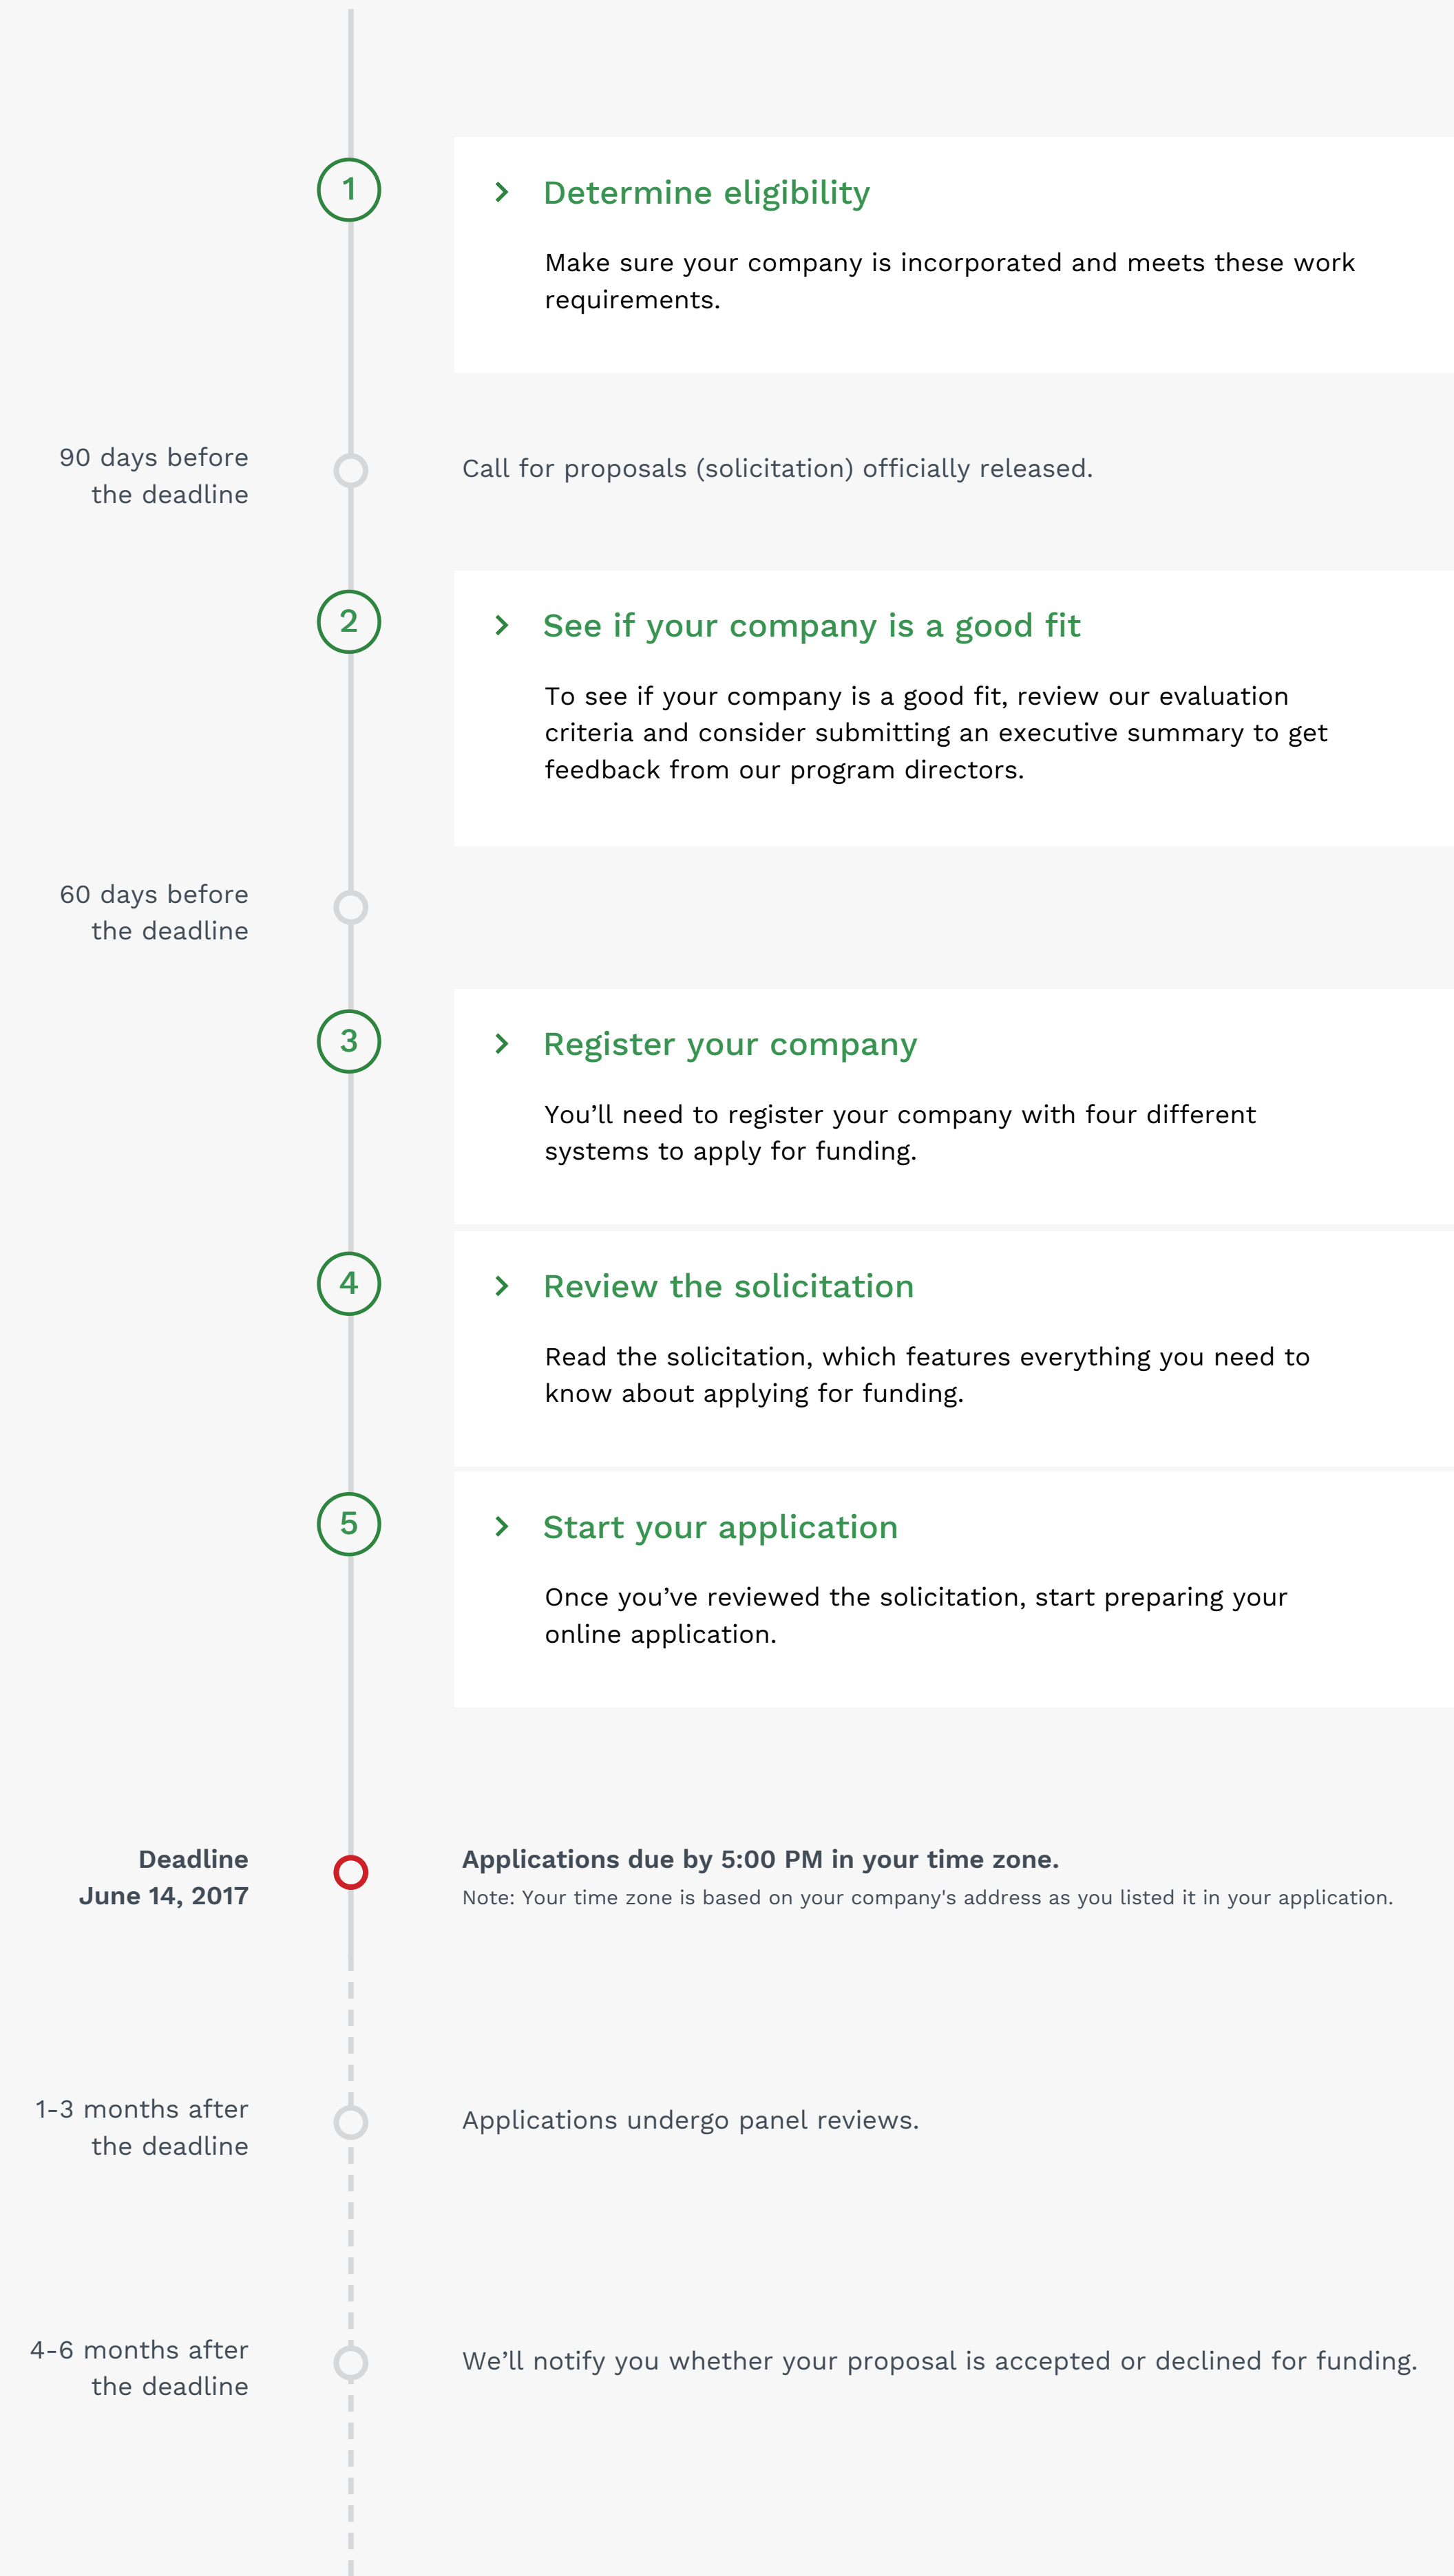 1
Determine eligibility
Make sure your company is incorporated and meets these work
requirements.
90 days before
the deadline
Call for proposals (solicitation) officially released.
2
See if your company is a good fit
To see if your company is a good fit, review our evaluation
criteria and consider submitting an executive summary to get
feedback from our program directors.
60 days before
the deadline
3
Register your company
You’ll need to register your company with four different
systems to apply for funding.
4
Review the solicitation
Read the solicitation, which features everything you need to
know about applying for funding.
5
Start your application
Once you’ve reviewed the solicitation, start preparing your
online application.
Deadline
June 14, 2017
Applications due by 5:00 PM in your time zone.
Note: Your time zone is based on your company's address as you listed it in your application.
1-3 months after
the deadline
Applications undergo panel reviews.
4-6 months after
the deadline
We’ll notify you whether your proposal is accepted or declined for funding.